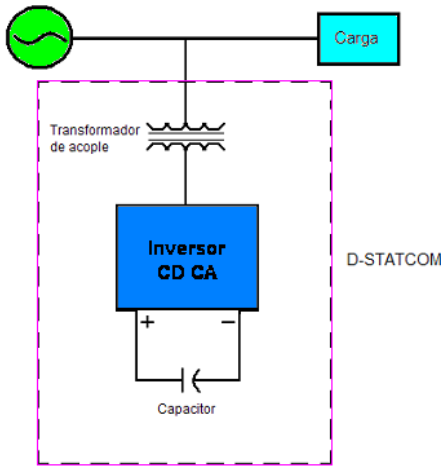 Carga
Transformador
de acople
Inversor
CD CA
D-STATCOM
+ −
Capacitor